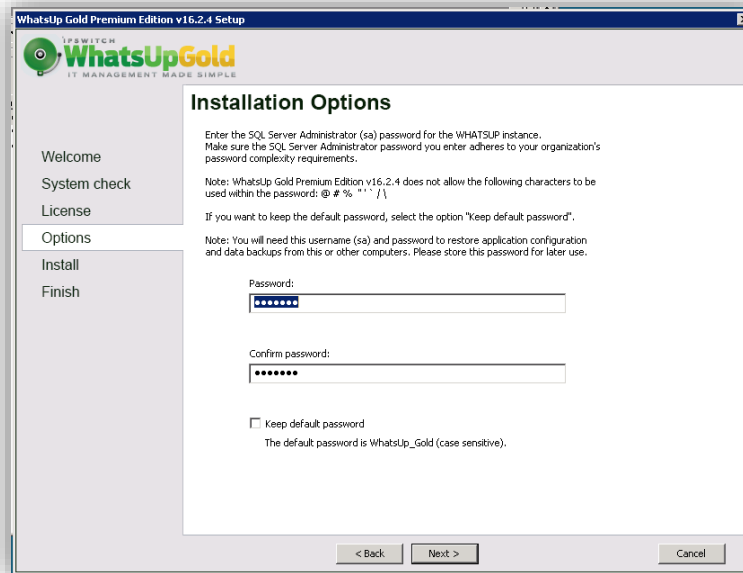 WhatsUp Gold Premium Edition v16.2.4 Setup
IPSWITCH
WhatsUpGold
IT MANAGEMENT MADE SIMPLE
Installation Options
Enter the SQL Server Administrator (sa) password for the WHATSUP instance.
Make sure the SQL Server Administrator password you enter adheres to your organization's
password complexity requirements.
Note: WhatsUp Gold Premium Edition v16.2.4 does not allow the following characters to be
used within the password: @ # % " ' ` / \
If you want to keep the default password, select the option "Keep default password".
Note: You will need this username (sa) and password to restore application configuration
and data backups from this or other computers. Please store this password for later use.
Welcome
System check
License
Options
Install
Finish
Password:
•••••••
Confirm password:
•••••••
Keep default password
The default password is WhatsUp_Gold (case sensitive).
< Back
Next >
Cancel